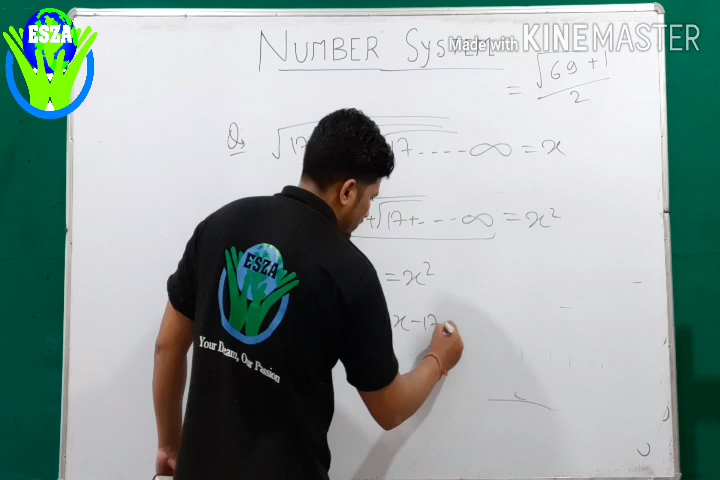 ESZA
Made with KINEMASTER
NUMBER SYSTEM
= √69 + 1
2
Q √17 17 ..... ∞ = x
+ √17 + .... ∞ = x²
= x²
x - 17
ESZA
Your Dream, Our Passion